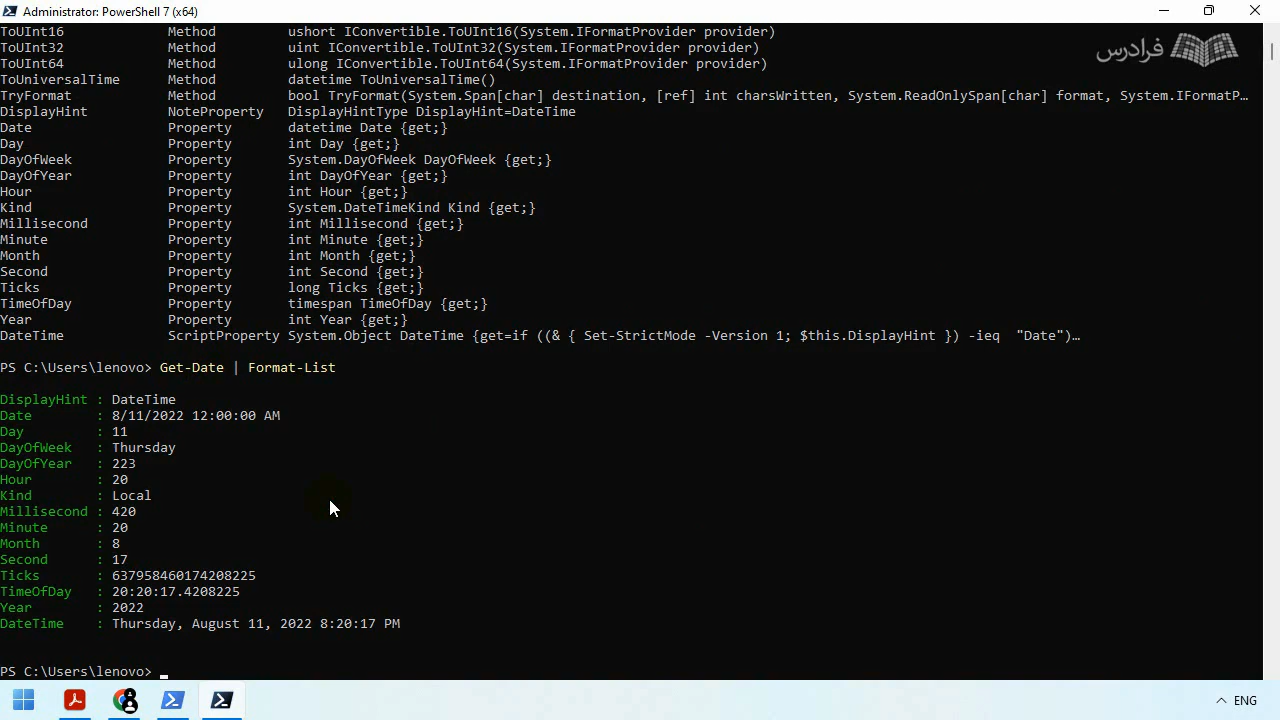 Administrator: PowerShell 7 (x64)
فرادرس
ToUInt16 Method ushort IConvertible.ToUInt16(System.IFormatProvider provider)
ToUInt32 Method uint IConvertible.ToUInt32(System.IFormatProvider provider)
ToUInt64 Method ulong IConvertible.ToUInt64(System.IFormatProvider provider)
ToUniversalTime Method datetime ToUniversalTime()
TryFormat Method bool TryFormat(System.Span[char] destination, [ref] int charsWritten, System.ReadOnlySpan[char] format, System.IFormatP…
DisplayHint NoteProperty DisplayHintType DisplayHint=DateTime
Date Property datetime Date {get;}
Day Property int Day {get;}
DayOfWeek Property System.DayOfWeek DayOfWeek {get;}
DayOfYear Property int DayOfYear {get;}
Hour Property int Hour {get;}
Kind Property System.DateTimeKind Kind {get;}
Millisecond Property int Millisecond {get;}
Minute Property int Minute {get;}
Month Property int Month {get;}
Second Property int Second {get;}
Ticks Property long Ticks {get;}
TimeOfDay Property timespan TimeOfDay {get;}
Year Property int Year {get;}
DateTime ScriptProperty System.Object DateTime {get=if ((& { Set-StrictMode -Version 1; $this.DisplayHint }) -ieq "Date")…
PS C:\Users\lenovo> Get-Date | Format-List
DisplayHint : DateTime
Date : 8/11/2022 12:00:00 AM
Day : 11
DayOfWeek : Thursday
DayOfYear : 223
Hour : 20
Kind : Local
Millisecond : 420
Minute : 20
Month : 8
Second : 17
Ticks : 637958460174208225
TimeOfDay : 20:20:17.4208225
Year : 2022
DateTime : Thursday, August 11, 2022 8:20:17 PM
PS C:\Users\lenovo>
ENG